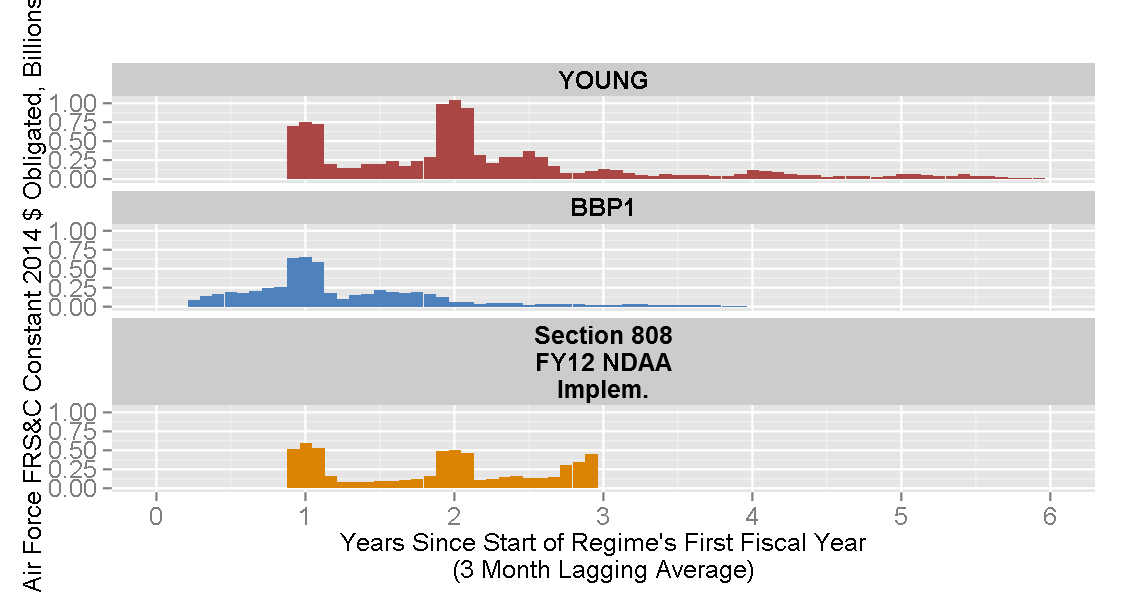 Air Force FRS&C Constant 2014 $ Obligated, Billions
YOUNG
1.00
0.75
0.50
0.25
0.00
BBP1
1.00
0.75
0.50
0.25
0.00
Section 808
FY12 NDAA
Implem.
1.00
0.75
0.50
0.25
0.00
0 1 2 3 4 5 6
Years Since Start of Regime's First Fiscal Year
(3 Month Lagging Average)